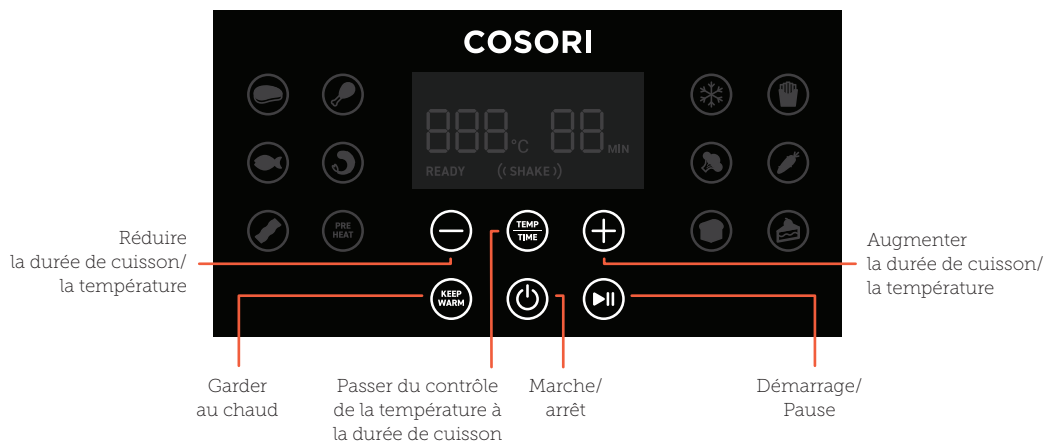 COSORI
888 °C 88 MIN
READY ((SHAKE))
PRE
HEAT
TEMP
TIME
KEEP
WARM
Réduire
la durée de cuisson/
la température
Augmenter
la durée de cuisson/
la température
Garder
au chaud
Passer du contrôle
de la température à
la durée de cuisson
Marche/
arrêt
Démarrage/
Pause